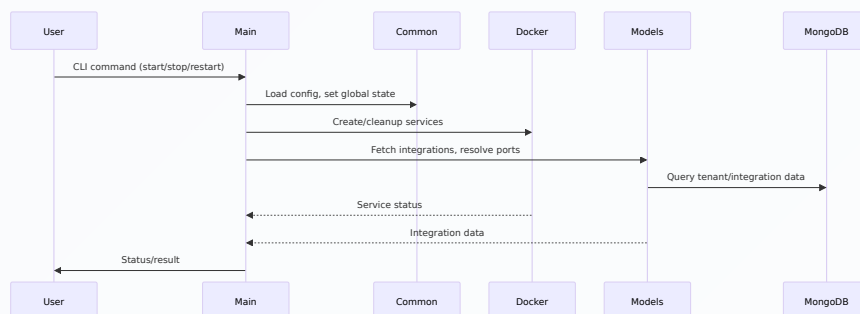 User Main Common Docker Models MongoDB
CLI command (start/stop/restart)
Load config, set global state
Create/cleanup services
Fetch integrations, resolve ports
Query tenant/integration data
Service status
Integration data
Status/result
User Main Common Docker Models MongoDB